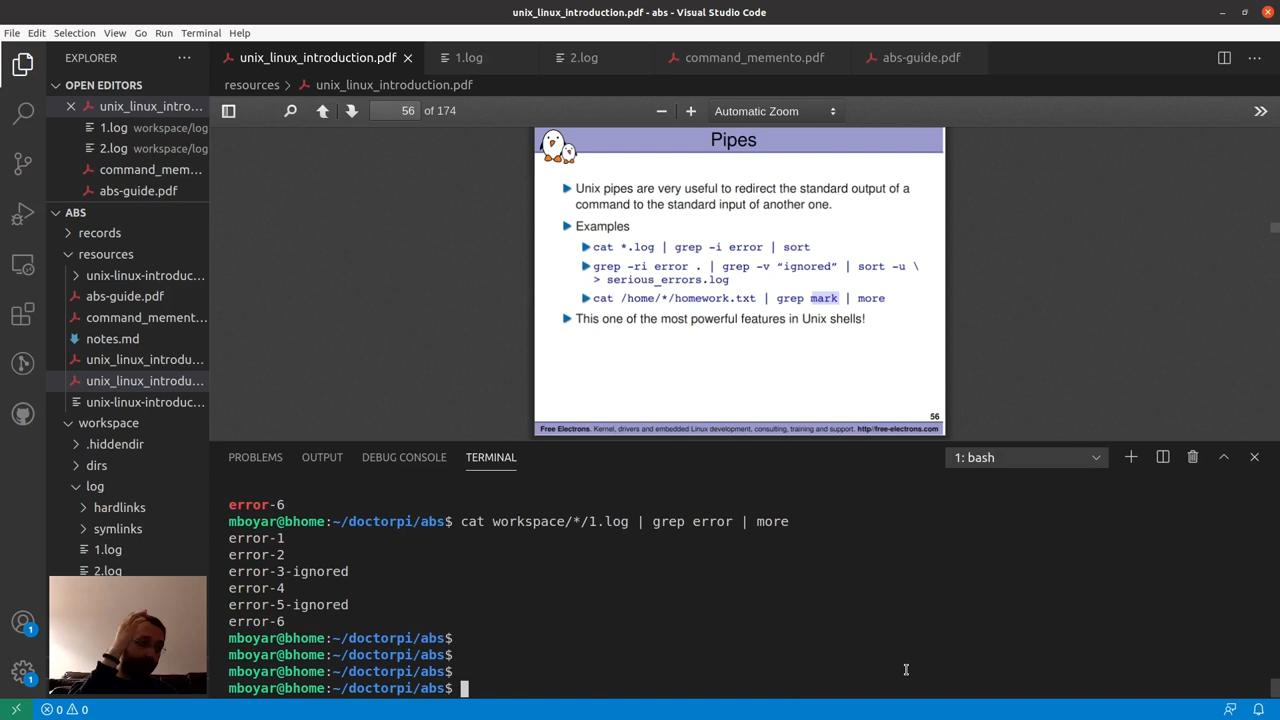 unix_linux_introduction.pdf - abs - Visual Studio Code
File Edit Selection View Go Run Terminal Help
EXPLORER
unix_linux_introduction.pdf
1.log
2.log
command_memento.pdf
abs-guide.pdf
OPEN EDITORS
unix_linux_intro...
1.log workspace/log
2.log workspace/log
command_mem...
abs-guide.pdf
ABS
records
resources
unix-linux-introduc...
abs-guide.pdf
command_mement...
notes.md
unix_linux_introdu...
unix_linux_introdu...
unix-linux-introduc...
workspace
.hiddendir
dirs
log
hardlinks
symlinks
1.log
2.log
1
1
resources > unix_linux_introduction.pdf
56 of 174
Automatic Zoom
Pipes
Unix pipes are very useful to redirect the standard output of a
command to the standard input of another one.
Examples
cat *.log | grep -i error | sort
grep -ri error . | grep -v “ignored” | sort -u \
> serious_errors.log
cat /home/*/homework.txt | grep mark | more
This one of the most powerful features in Unix shells!
56
Free Electrons. Kernel, drivers and embedded Linux development, consulting, training and support. http//free-electrons.com
PROBLEMS OUTPUT DEBUG CONSOLE TERMINAL
1: bash
error-6
mboyar@bhome:~/doctorpi/abs$ cat workspace/*/1.log | grep error | more
error-1
error-2
error-3-ignored
error-4
error-5-ignored
error-6
mboyar@bhome:~/doctorpi/abs$
mboyar@bhome:~/doctorpi/abs$
mboyar@bhome:~/doctorpi/abs$
mboyar@bhome:~/doctorpi/abs$
0 0